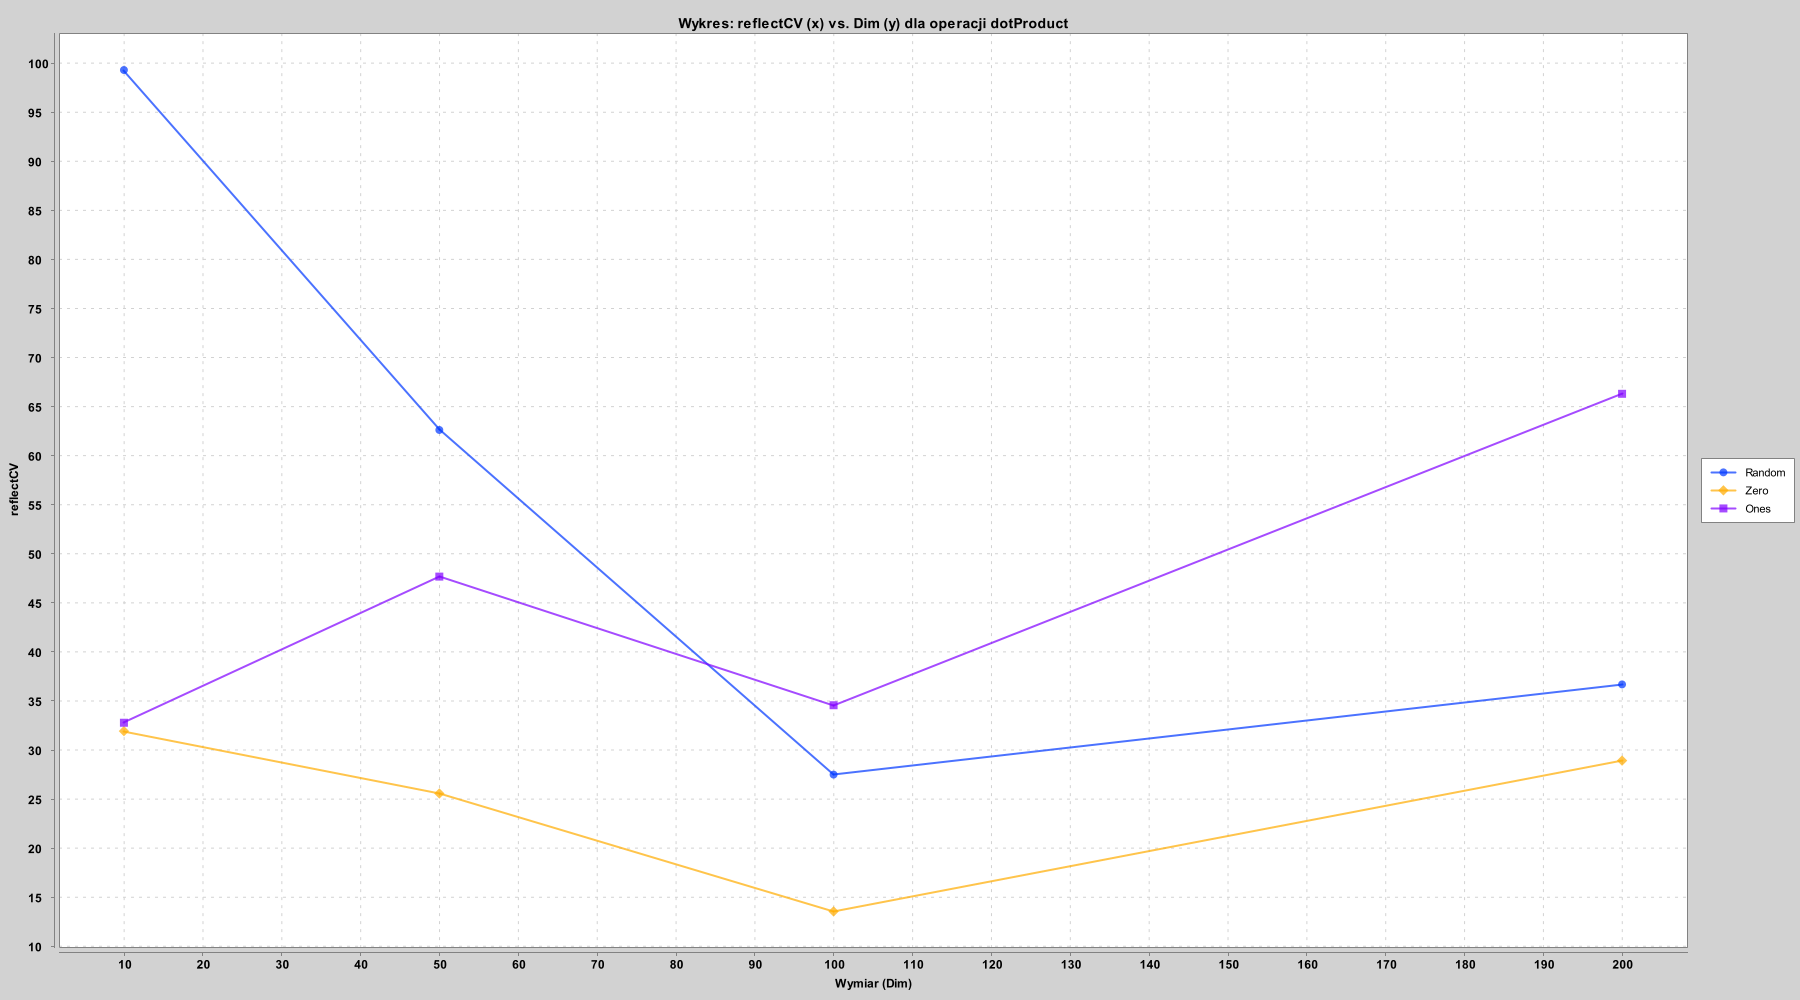 Wykres: reflectCV (x) vs. Dim (y) dla operacji dotProduct
100
95
90
85
80
75
70
65
60
55
50
45
40
35
30
25
20
15
10
reflectCV
10 20 30 40 50 60 70 80 90 100 110 120 130 140 150 160 170 180 190 200
Wymiar (Dim)
Random
Zero
Ones